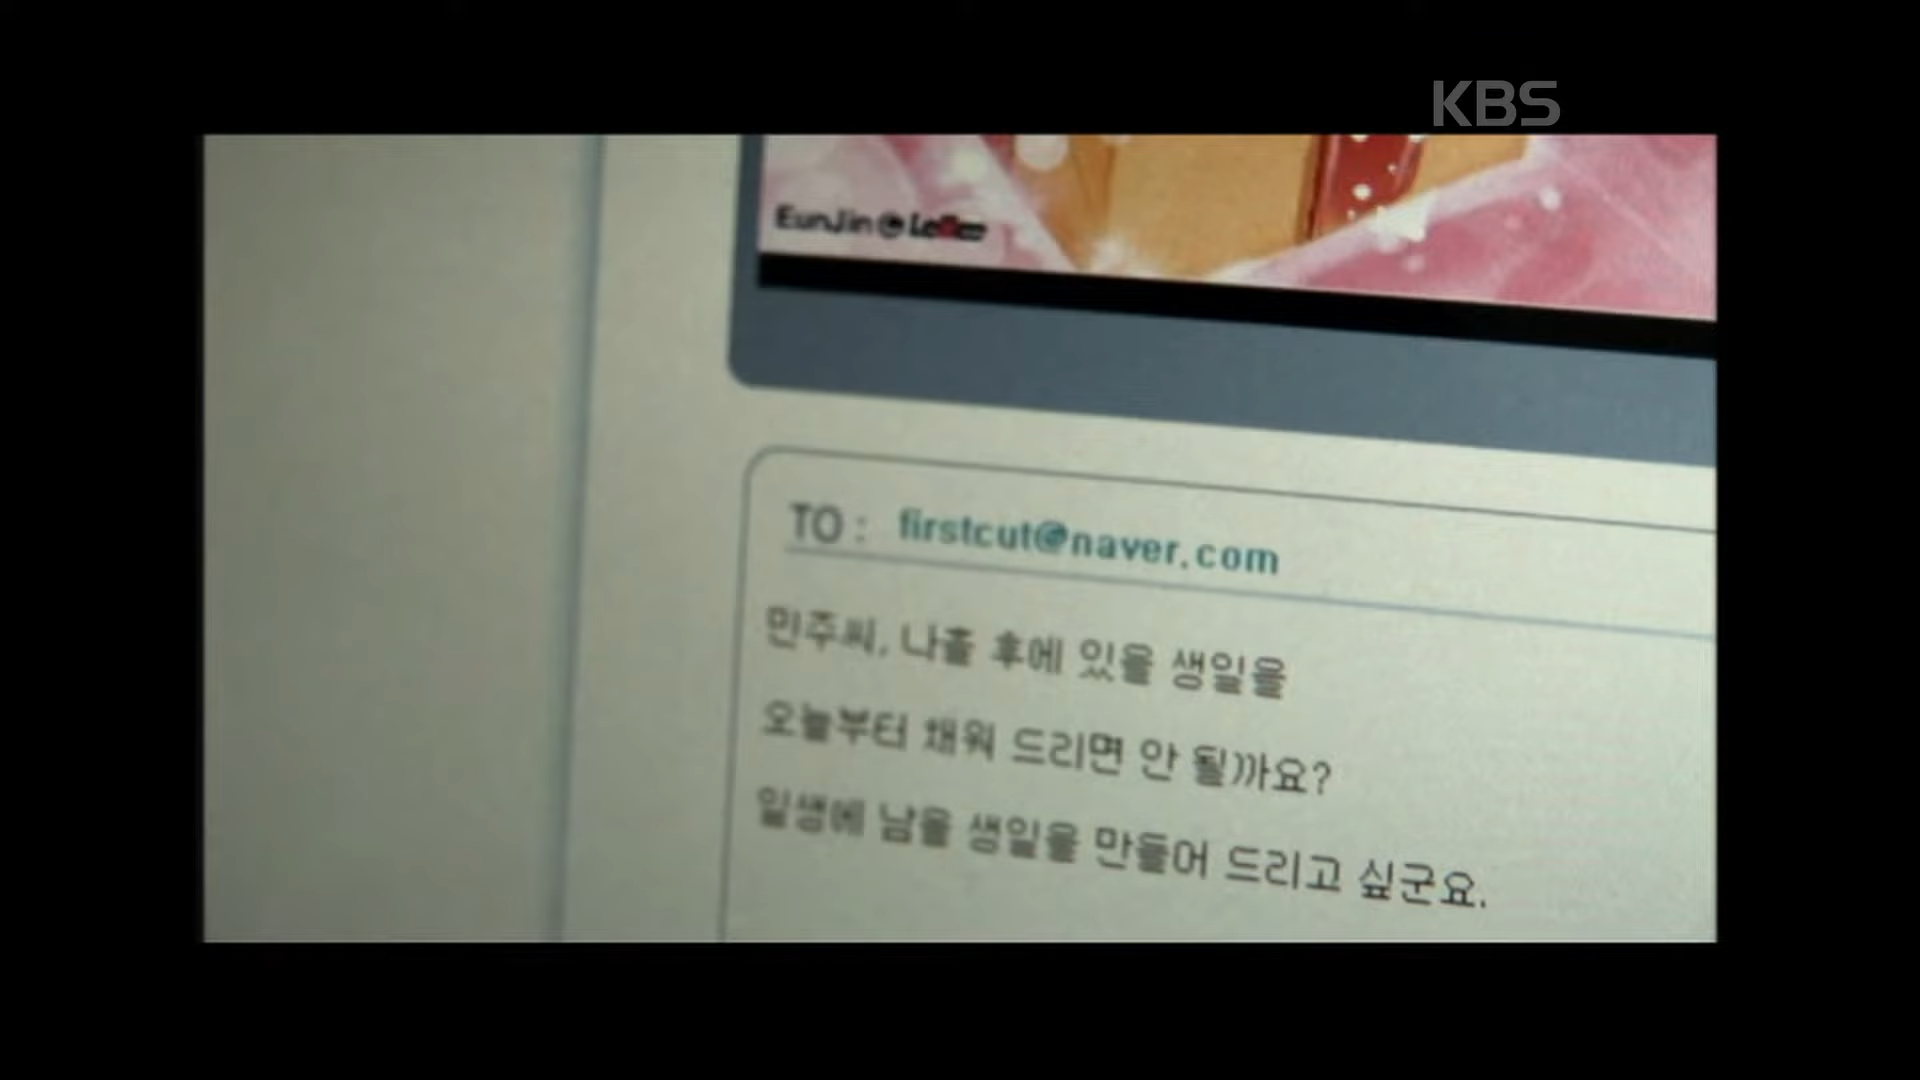 KBS
EunJin@
TO : firstcut@naver.com
민주씨, 나흘 후에 있을 생일을
오늘부터 채워 드리면 안 될까요?
일생에 남을 생일을 만들어 드리고 싶군요.